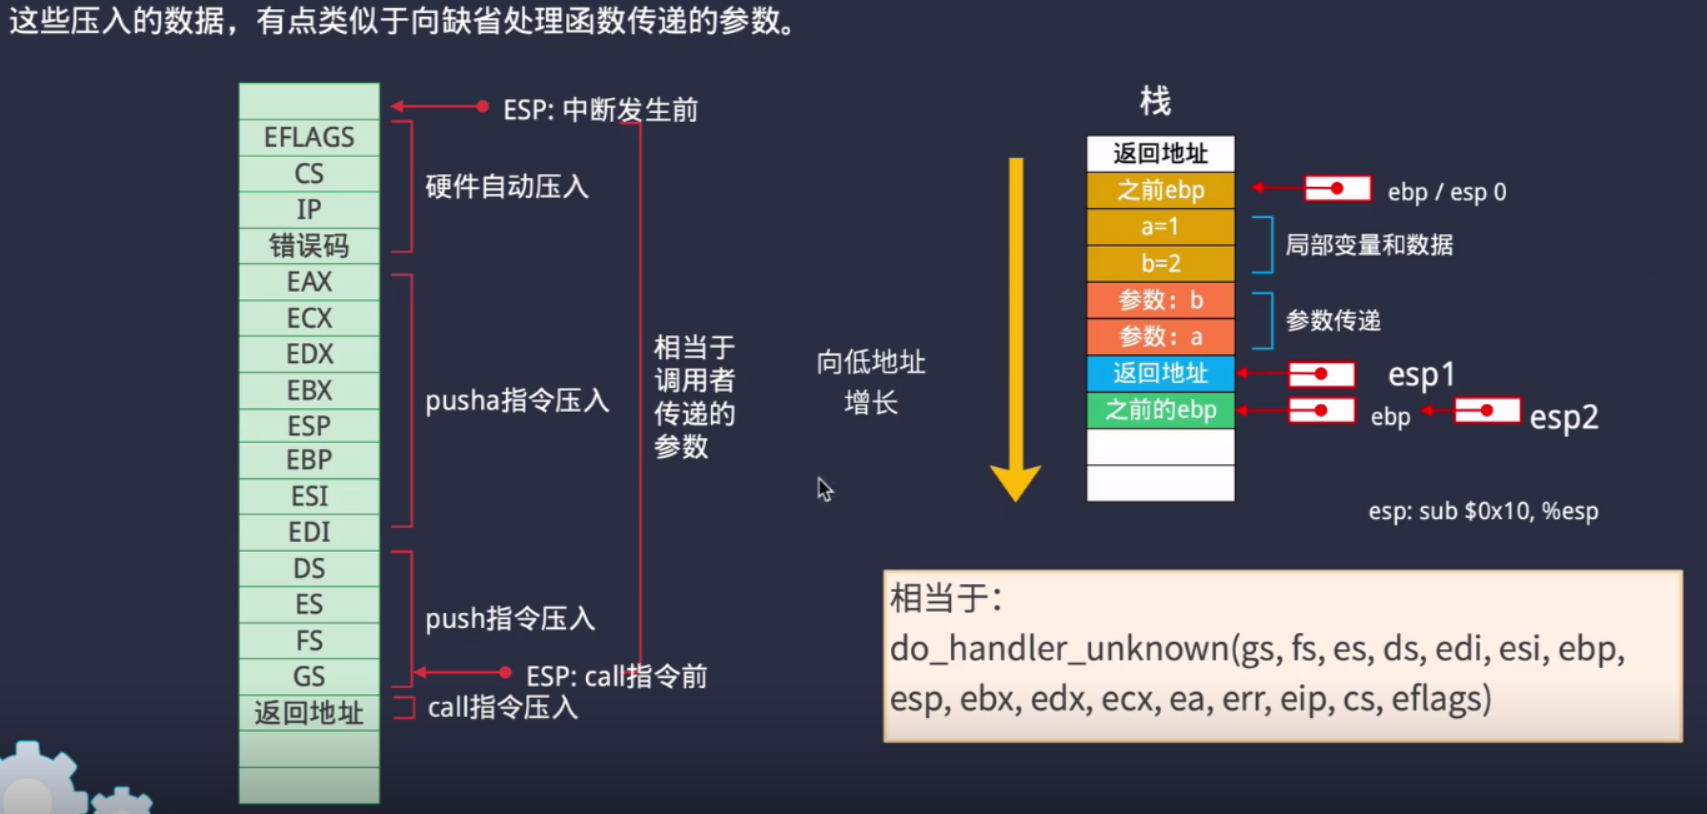 这些压入的数据，有点类似于向缺省处理函数传递的参数。
ESP: 中断发生前
EFLAGS
CS
IP
错误码
硬件自动压入
EAX
ECX
EDX
EBX
ESP
EBP
ESI
EDI
pusha指令压入
DS
ES
FS
GS
push指令压入
ESP: call指令前
返回地址
call指令压入
相当于
调用者
传递的
参数
向低地址
增长
栈
返回地址
之前ebp
ebp / esp 0
a=1
b=2
局部变量和数据
参数：b
参数：a
参数传递
返回地址
esp1
之前的ebp
ebp
esp2
esp: sub $0x10, %esp
相当于：
do_handler_unknown(gs, fs, es, ds, edi, esi, ebp,
esp, ebx, edx, ecx, ea, err, eip, cs, eflags)